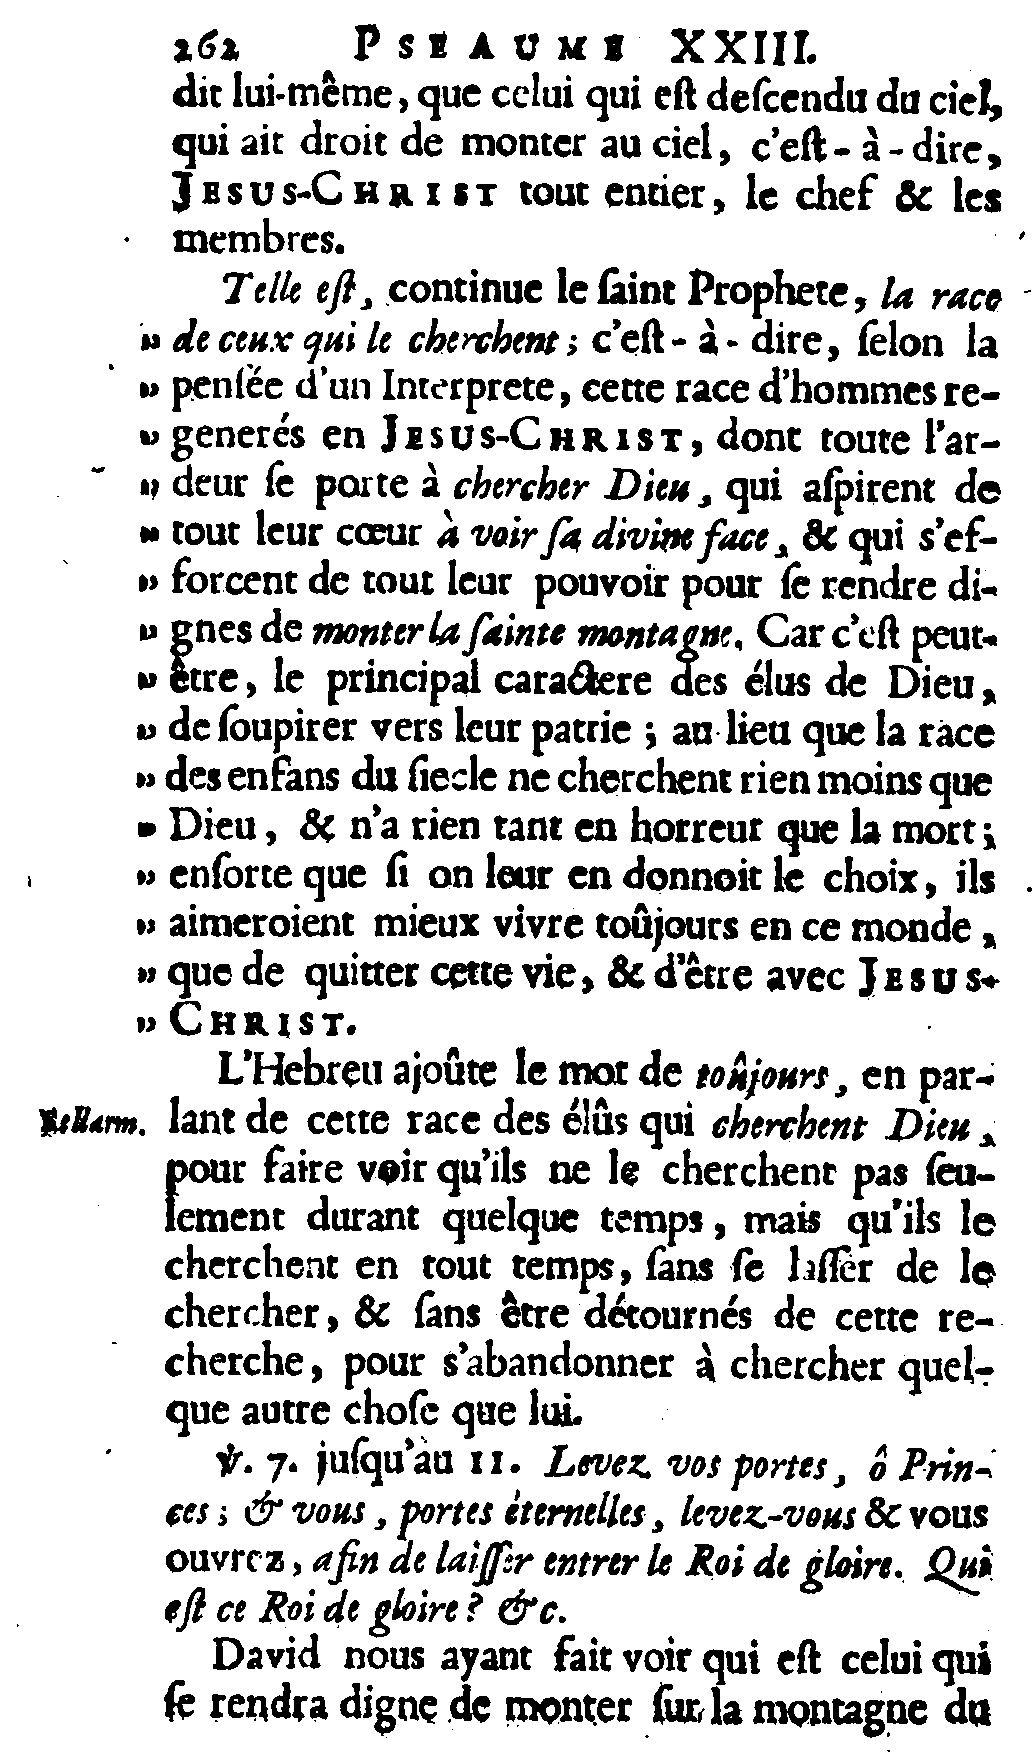 262 PSEAUME XXIII.
dit lui-même, que celui qui eſt deſcendu du ciel,
qui ait droit de monter au ciel, c'eſt-à-dire,
JESUS-CHRIST tout entier, le chef & les
membres.
Telle eſt, continue le ſaint Prophete, la race
» de ceux qui le cherchent; c'eſt-à-dire, ſelon la
» penſée d'un Interprete, cette race d'hommes re-
» generés en JESUS-CHRIST, dont toute l'ar-
» deur ſe porte à chercher Dieu, qui aſpirent de
» tout leur cœur à voir ſa divine face, & qui s'ef-
» forcent de tout leur pouvoir pour ſe rendre di-
» gnes de monter la ſainte montagne. Car c'eſt peut-
» être, le principal caractere des élus de Dieu,
» de ſoupirer vers leur patrie; au lieu que la race
» des enfans du ſiecle ne cherchent rien moins que
» Dieu, & n'a rien tant en horreur que la mort;
» enſorte que ſi on leur en donnoit le choix, ils
» aimeroient mieux vivre toûjours en ce monde,
» que de quitter cette vie, & d'être avec JESUS-
» CHRIST.
L'Hebreu ajoûte le mot de toûjours, en par-
lant de cette race des élûs qui cherchent Dieu,
pour faire voir qu'ils ne le cherchent pas ſeu-
lement durant quelque temps, mais qu'ils le
cherchent en tout temps, ſans ſe laſſer de le
chercher, & ſans être détournés de cette re-
cherche, pour s'abandonner à chercher quel-
que autre choſe que lui.
℣. 7. juſqu'au 11. Levez vos portes, ô Prin-
ces; & vous, portes éternelles, levez-vous & vous
ouvrez, afin de laiſſer entrer le Roi de gloire. Qui
eſt ce Roi de gloire? &c.
David nous ayant fait voir qui eſt celui qui
ſe rendra digne de monter ſur la montagne du